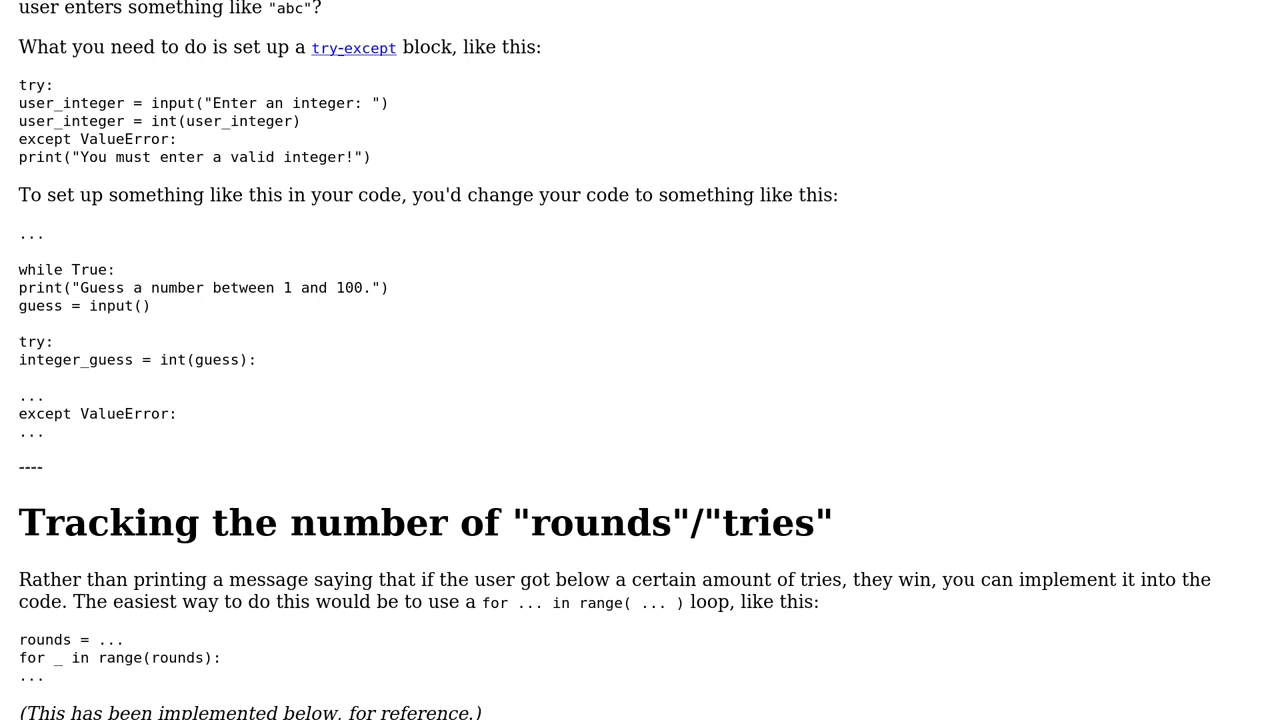 user enters something like "abc"?
What you need to do is set up a try-except block, like this:
try:
user_integer = input("Enter an integer: ")
user_integer = int(user_integer)
except ValueError:
print("You must enter a valid integer!")
To set up something like this in your code, you'd change your code to something like this:
...
while True:
print("Guess a number between 1 and 100.")
guess = input()
try:
integer_guess = int(guess):
...
except ValueError:
...
----
Tracking the number of "rounds"/"tries"
Rather than printing a message saying that if the user got below a certain amount of tries, they win, you can implement it into the
code. The easiest way to do this would be to use a for ... in range( ... ) loop, like this:
rounds = ...
for _ in range(rounds):
...
(This has been implemented below, for reference.)